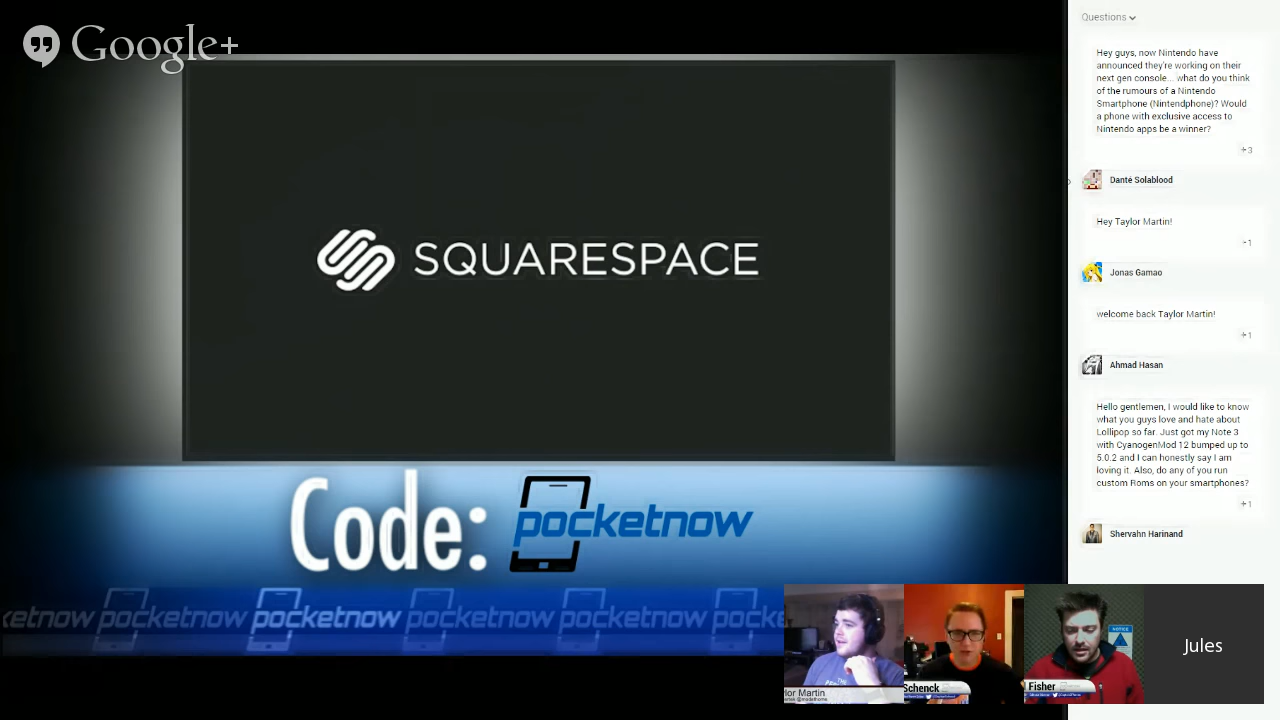 Google+
SQUARESPACE
Code: pocketnow
ketnow pocketnow pocketnow pocketnow pocketnow pock
Questions
Hey guys, now Nintendo have
announced they're working on their
next gen console... what do you think
of the rumours of a Nintendo
Smartphone (Nintendphone)? Would
a phone with exclusive access to
Nintendo apps be a winner?
+3
Danté Solablood
Hey Taylor Martin!
-1
Jonas Gamao
welcome back Taylor Martin!
+1
Ahmad Hasan
Hello gentlemen, I would like to know
what you guys love and hate about
Lollipop so far. Just got my Note 3
with CyanogenMod 12 bumped up to
5.0.2 and I can honestly say I am
loving it. Also, do any of you run
custom Roms on your smartphones?
+1
Shervahn Harinand
NOTICE
THE
ylor Martin
Schenck
Fisher
Jules